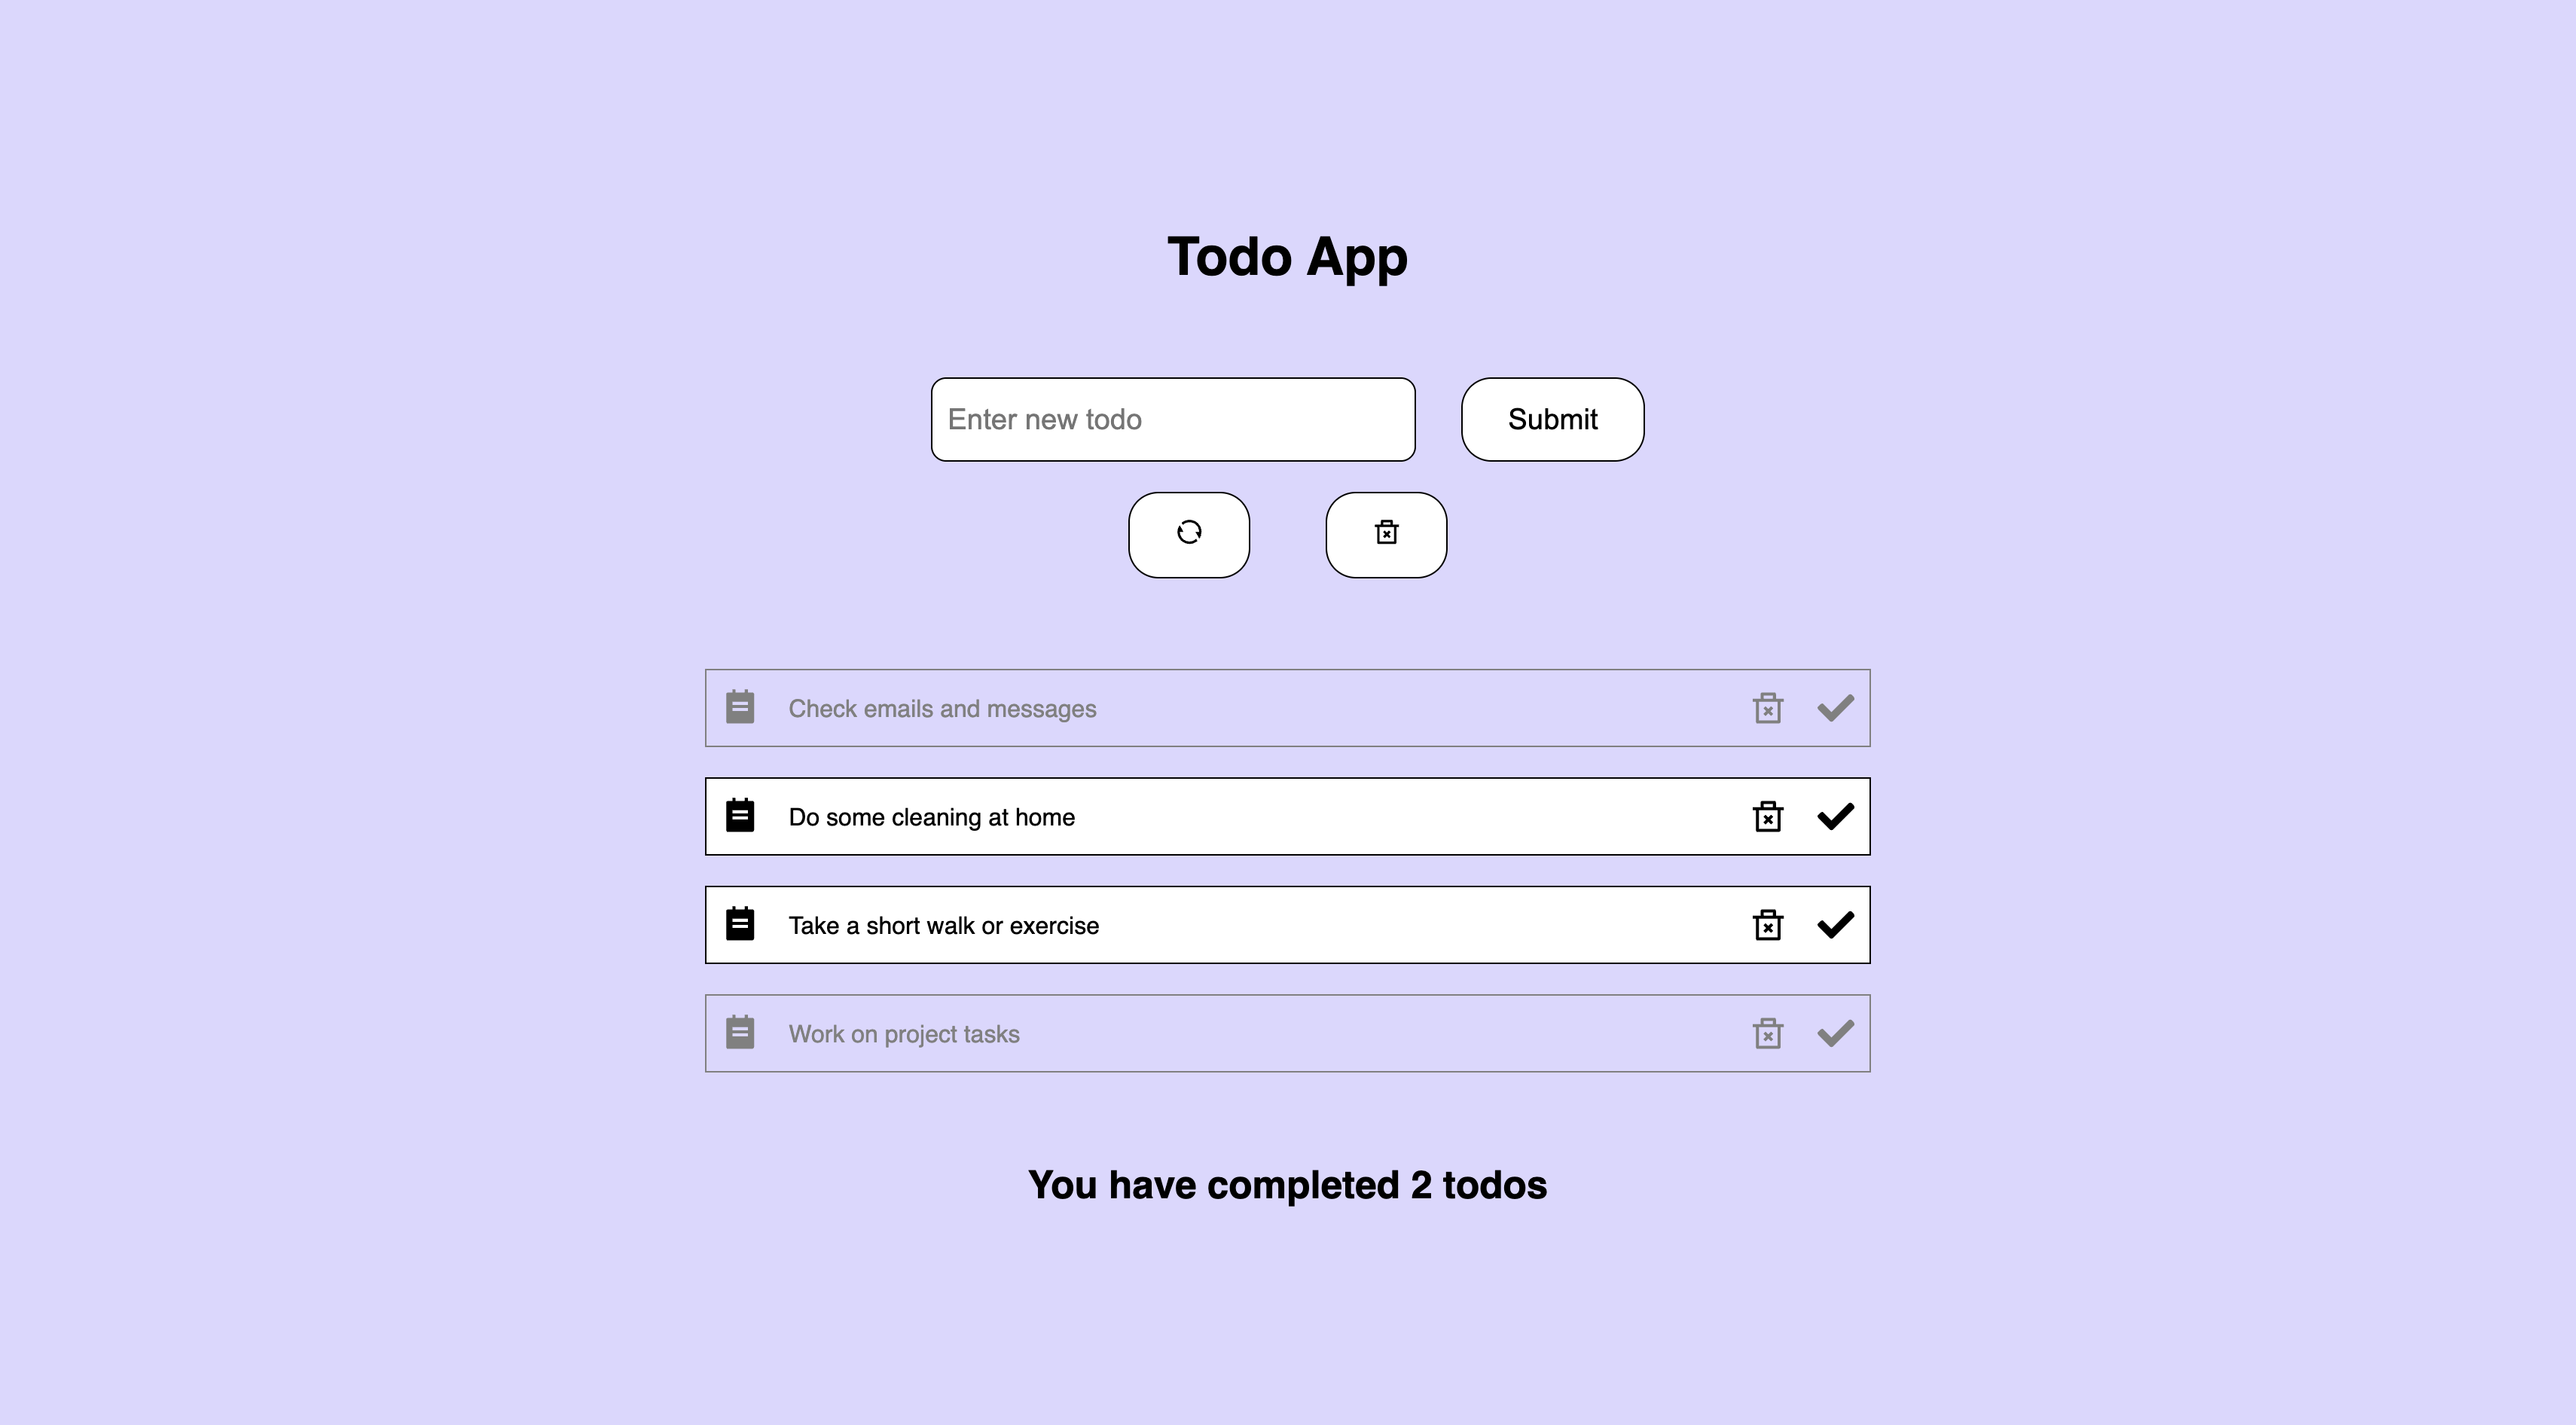 Todo App
Enter new todo
Submit
Check emails and messages
Do some cleaning at home
Take a short walk or exercise
Work on project tasks
You have completed 2 todos